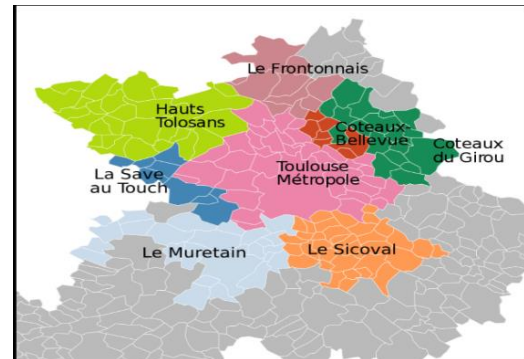 Le Frontonnais
Hauts
Tolosans
Coteaux-
Bellevue
Coteaux
du Girou
La Save
au Touch
Toulouse
Métropole
Le Muretain
Le Sicoval